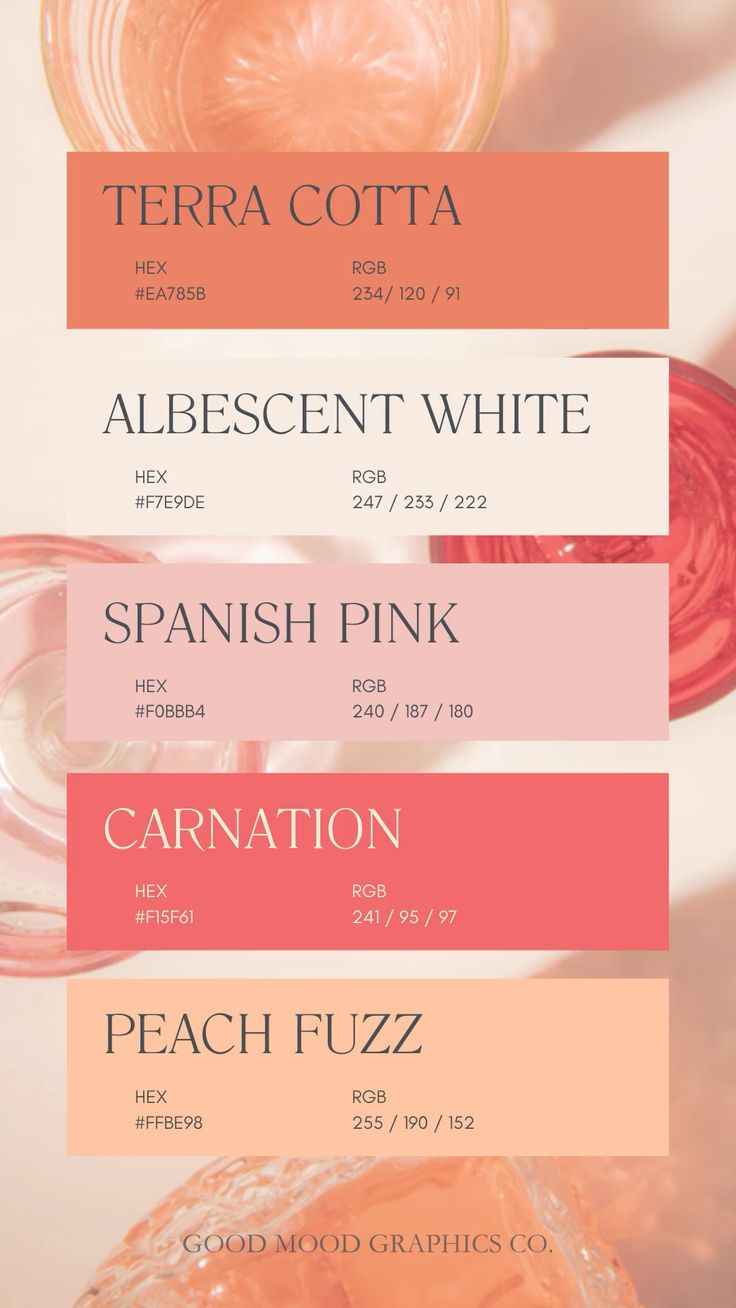 TERRA COTTA
HEX RGB
#EA785B 234/ 120 / 91
ALBESCENT WHITE
HEX RGB
#F7E9DE 247 / 233 / 222
SPANISH PINK
HEX RGB
#F0BBB4 240 / 187 / 180
CARNATION
HEX RGB
#F15F61 241 / 95 / 97
PEACH FUZZ
HEX RGB
#FFBE98 255 / 190 / 152
GOOD MOOD GRAPHICS CO.